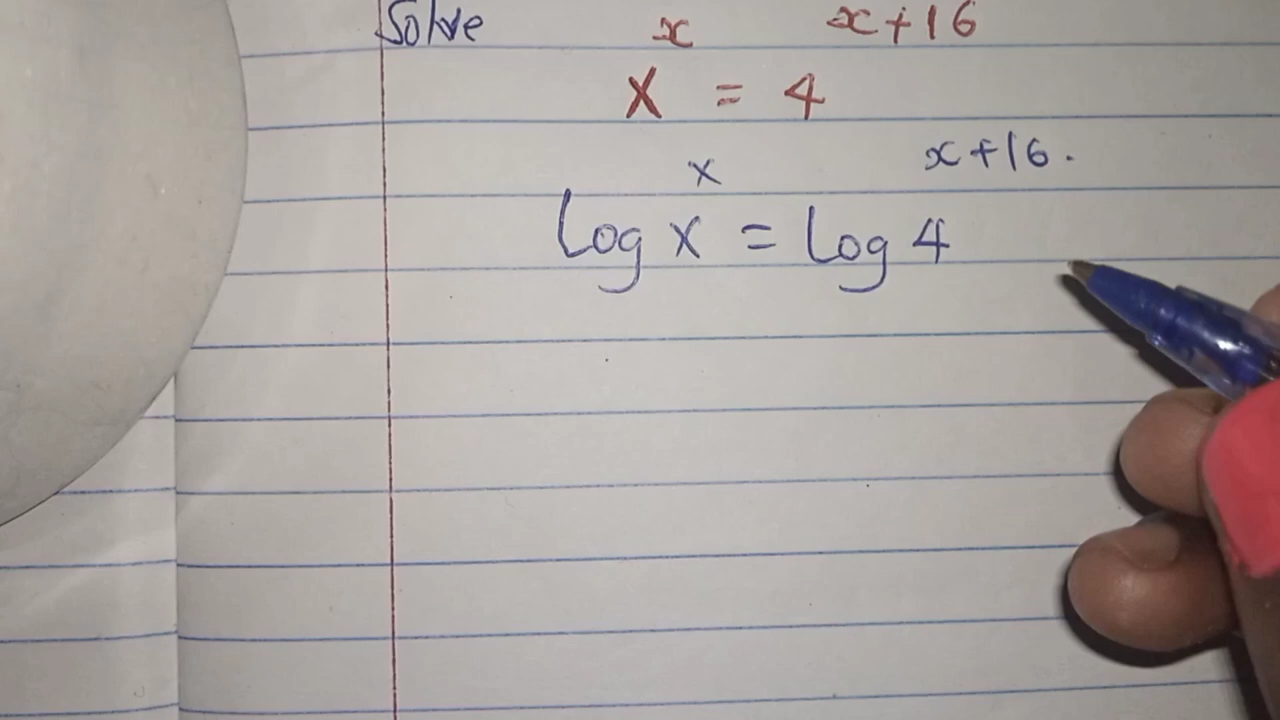 Solve x^x = 4^(x+16)
log x^x = log 4^(x+16).